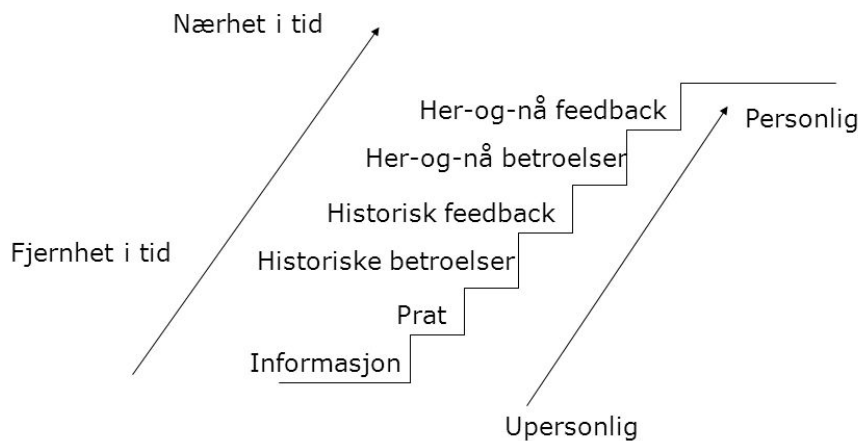 Nærhet i tid
Her-og-nå feedback
Personlig
Her-og-nå betroelser
Historisk feedback
Fjernhet i tid
Historiske betroelser
Prat
Informasjon
Upersonlig